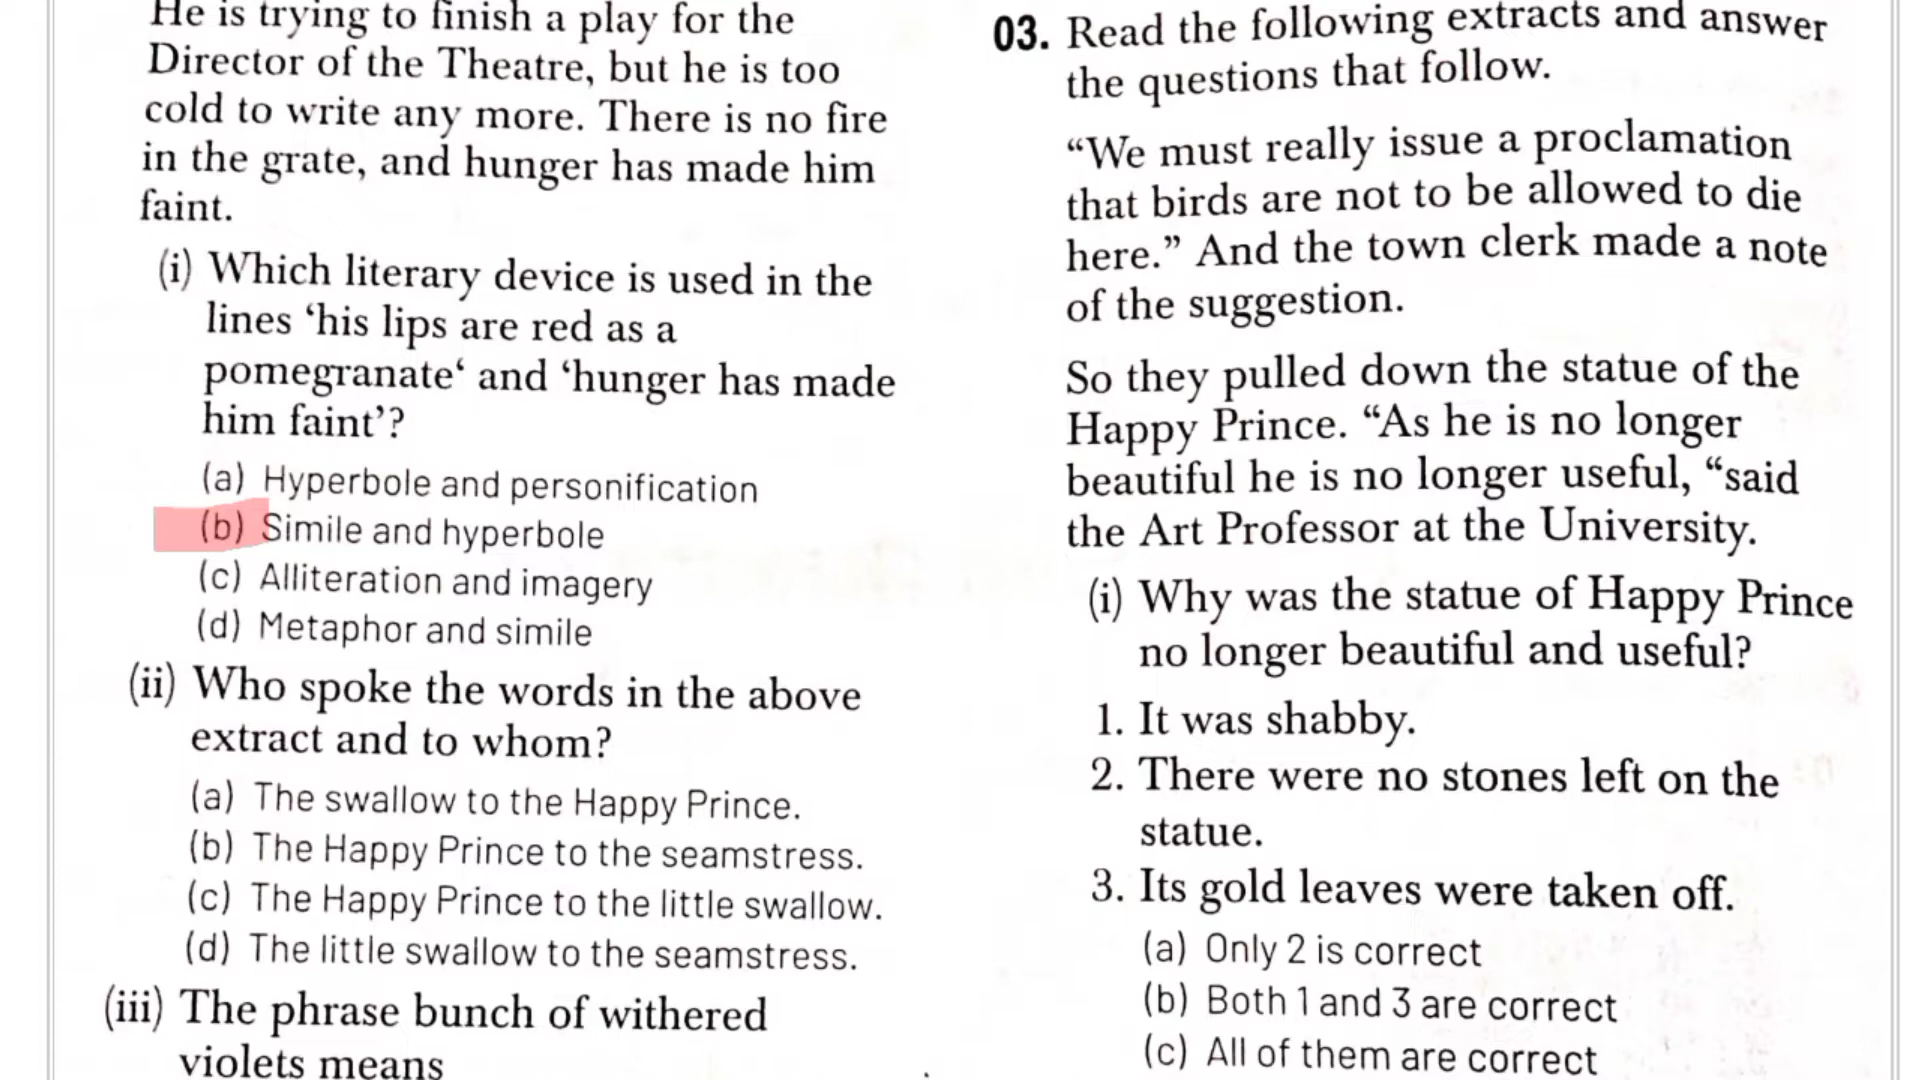 He is trying to finish a play for the
Director of the Theatre, but he is too
cold to write any more. There is no fire
in the grate, and hunger has made him
faint.
(i) Which literary device is used in the
lines ‘his lips are red as a
pomegranate‘ and ‘hunger has made
him faint’?
(a) Hyperbole and personification
(b) Simile and hyperbole
(c) Alliteration and imagery
(d) Metaphor and simile
(ii) Who spoke the words in the above
extract and to whom?
(a) The swallow to the Happy Prince.
(b) The Happy Prince to the seamstress.
(c) The Happy Prince to the little swallow.
(d) The little swallow to the seamstress.
(iii) The phrase bunch of withered
violets means
03. Read the following extracts and answer
the questions that follow.
“We must really issue a proclamation
that birds are not to be allowed to die
here.” And the town clerk made a note
of the suggestion.
So they pulled down the statue of the
Happy Prince. “As he is no longer
beautiful he is no longer useful, “said
the Art Professor at the University.
(i) Why was the statue of Happy Prince
no longer beautiful and useful?
1. It was shabby.
2. There were no stones left on the
statue.
3. Its gold leaves were taken off.
(a) Only 2 is correct
(b) Both 1 and 3 are correct
(c) All of them are correct